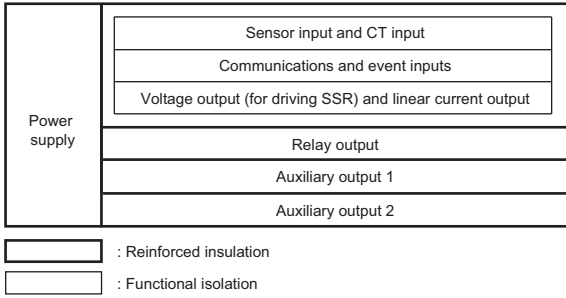 Sensor input and CT input
Communications and event inputs
Voltage output (for driving SSR) and linear current output
Power
supply
Relay output
Auxiliary output 1
Auxiliary output 2
: Reinforced insulation
: Functional isolation